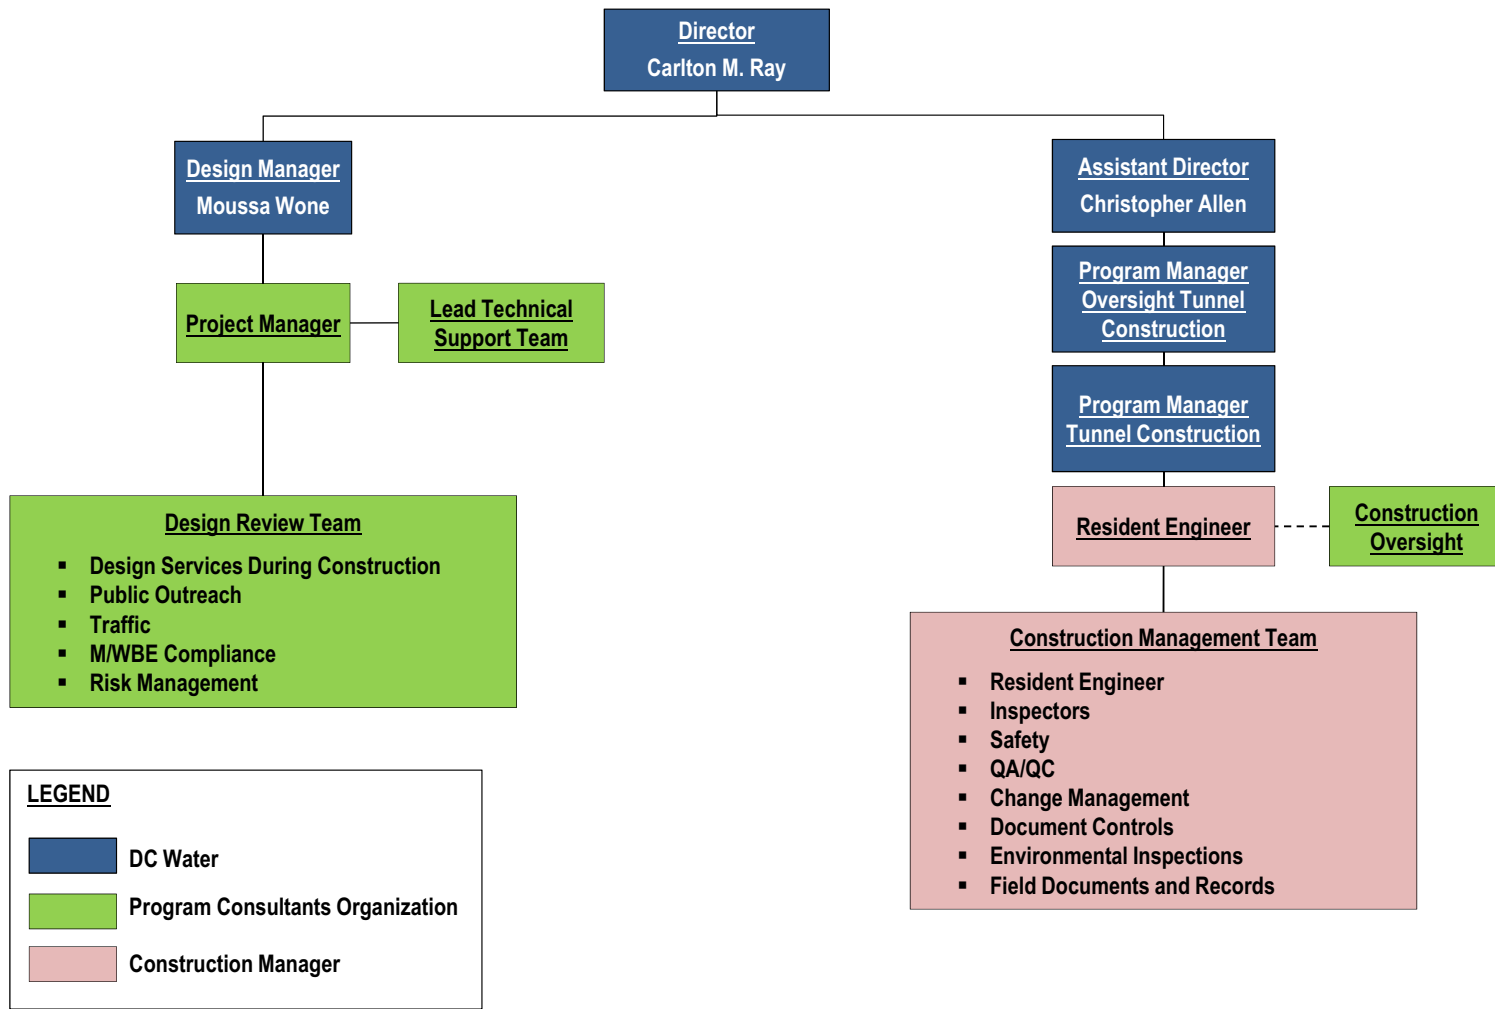 Director
Carlton M. Ray
Design Manager
Moussa Wone
Assistant Director
Christopher Allen
Program Manager
Oversight Tunnel
Construction
Project Manager
Lead Technical
Support Team
Program Manager
Tunnel Construction
Resident Engineer
Construction
Oversight
Design Review Team
▪ Design Services During Construction
▪ Public Outreach
▪ Traffic
▪ M/WBE Compliance
▪ Risk Management
Construction Management Team
▪ Resident Engineer
▪ Inspectors
▪ Safety
▪ QA/QC
▪ Change Management
▪ Document Controls
▪ Environmental Inspections
▪ Field Documents and Records
LEGEND
DC Water
Program Consultants Organization
Construction Manager